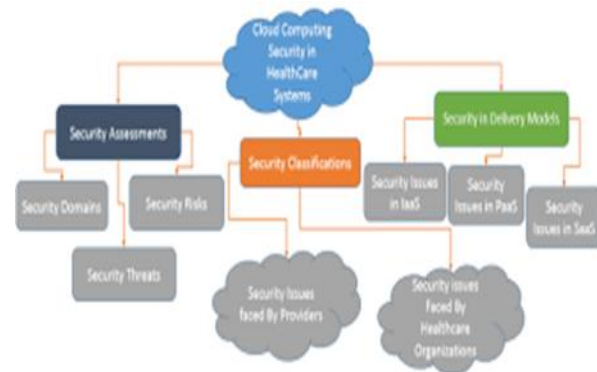 Cloud Computing
Security in
HealthCare
Systems
Security Assessments
Security in Delivery Models
Security Classifications
Security Domains
Security Risks
Security Threats
Security Issues
in IaaS
Security
Issues in PaaS
Security
Issues in SaaS
Security Issues
faced By Providers
Security issues
Faced By
Healthcare
Organizations